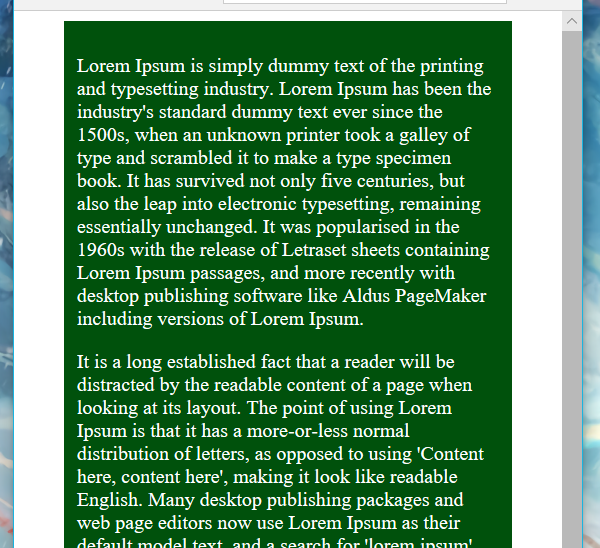 Lorem Ipsum is simply dummy text of the printing
and typesetting industry. Lorem Ipsum has been the
industry's standard dummy text ever since the
1500s, when an unknown printer took a galley of
type and scrambled it to make a type specimen
book. It has survived not only five centuries, but
also the leap into electronic typesetting, remaining
essentially unchanged. It was popularised in the
1960s with the release of Letraset sheets containing
Lorem Ipsum passages, and more recently with
desktop publishing software like Aldus PageMaker
including versions of Lorem Ipsum.
It is a long established fact that a reader will be
distracted by the readable content of a page when
looking at its layout. The point of using Lorem
Ipsum is that it has a more-or-less normal
distribution of letters, as opposed to using 'Content
here, content here', making it look like readable
English. Many desktop publishing packages and
web page editors now use Lorem Ipsum as their
default model text, and a search for 'lorem ipsum'